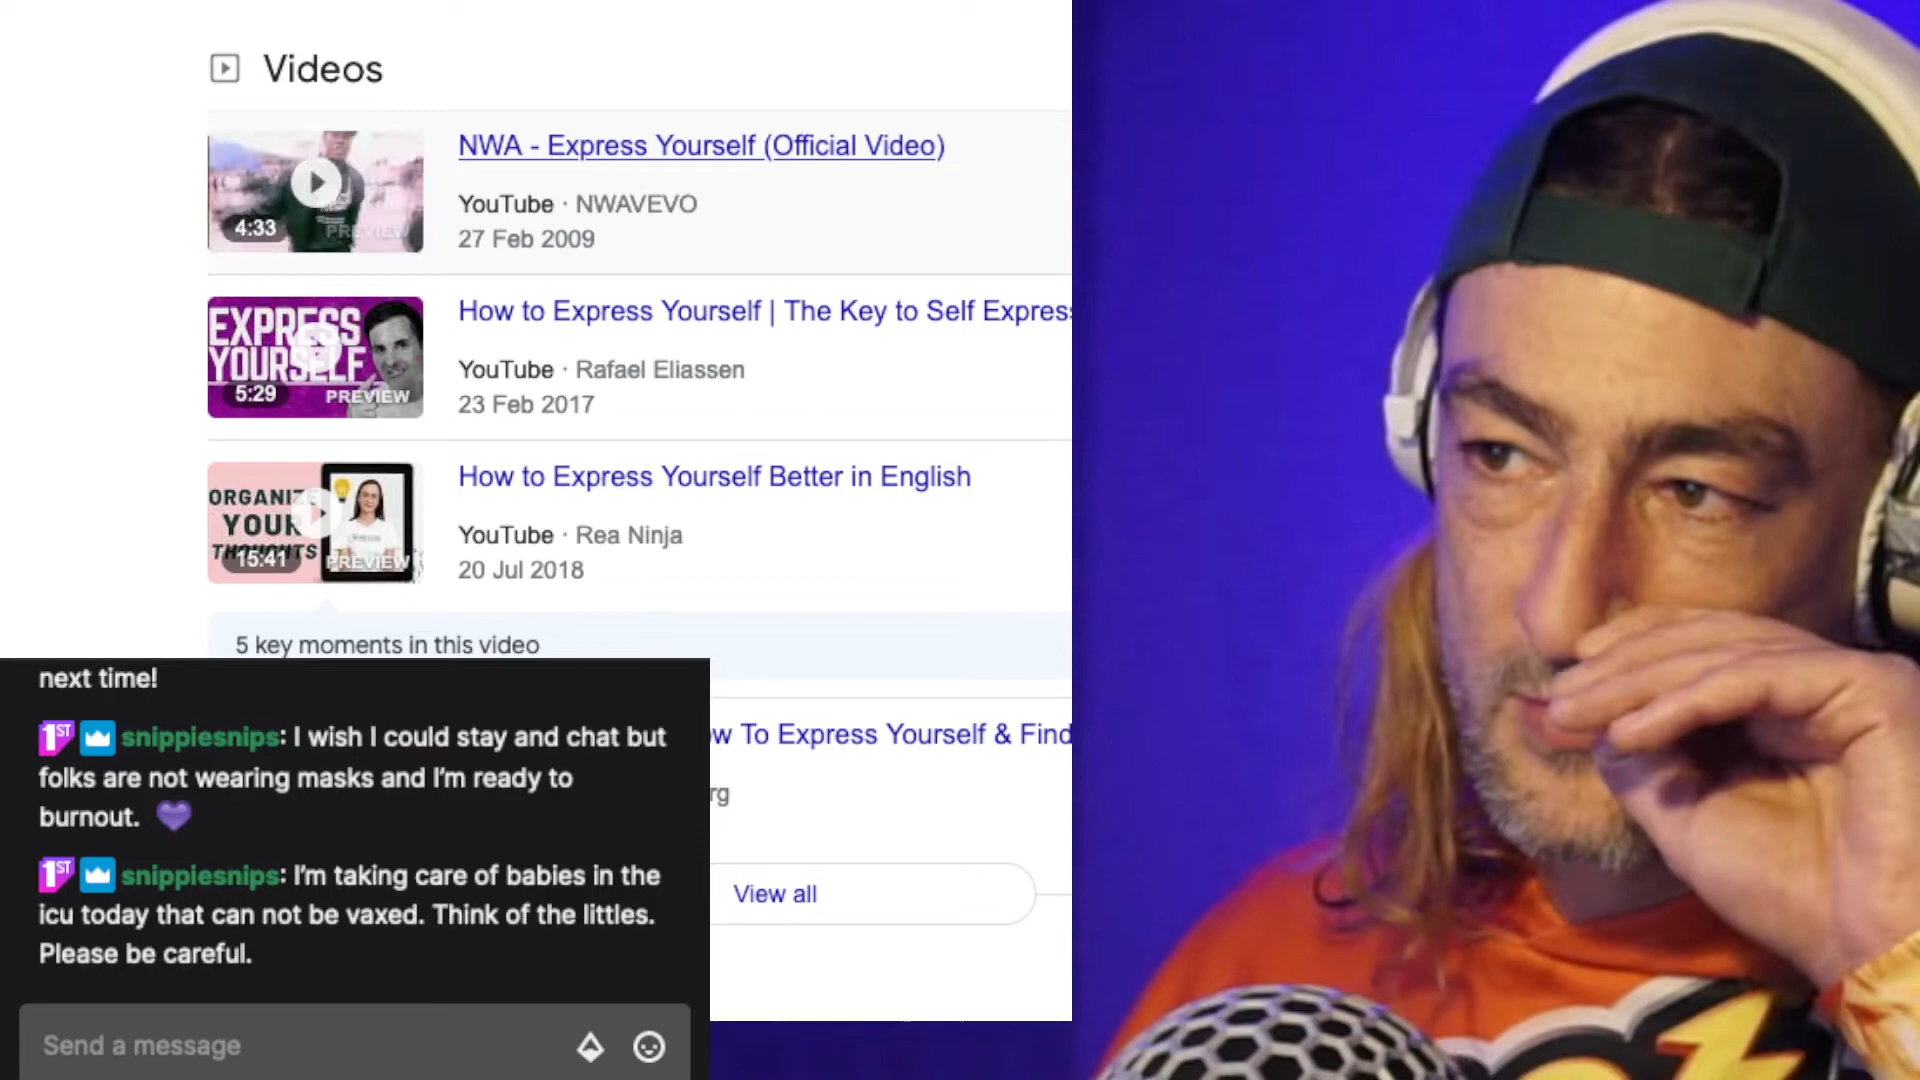 Videos
NWA - Express Yourself (Official Video)
YouTube · NWAVEVO
27 Feb 2009
4:33
PREVIEW
How to Express Yourself | The Key to Self Express
YouTube · Rafael Eliassen
23 Feb 2017
EXPRESS
YOURSELF
5:29
PREVIEW
How to Express Yourself Better in English
YouTube · Rea Ninja
20 Jul 2018
ORGANIZE
YOUR
THOUGHTS
15:41
PREVIEW
5 key moments in this video
ow To Express Yourself & Find
rg
View all
next time!
1ST snippiesnips: I wish I could stay and chat but
folks are not wearing masks and I'm ready to
burnout.
1ST snippiesnips: I'm taking care of babies in the
icu today that can not be vaxed. Think of the littles.
Please be careful.
Send a message